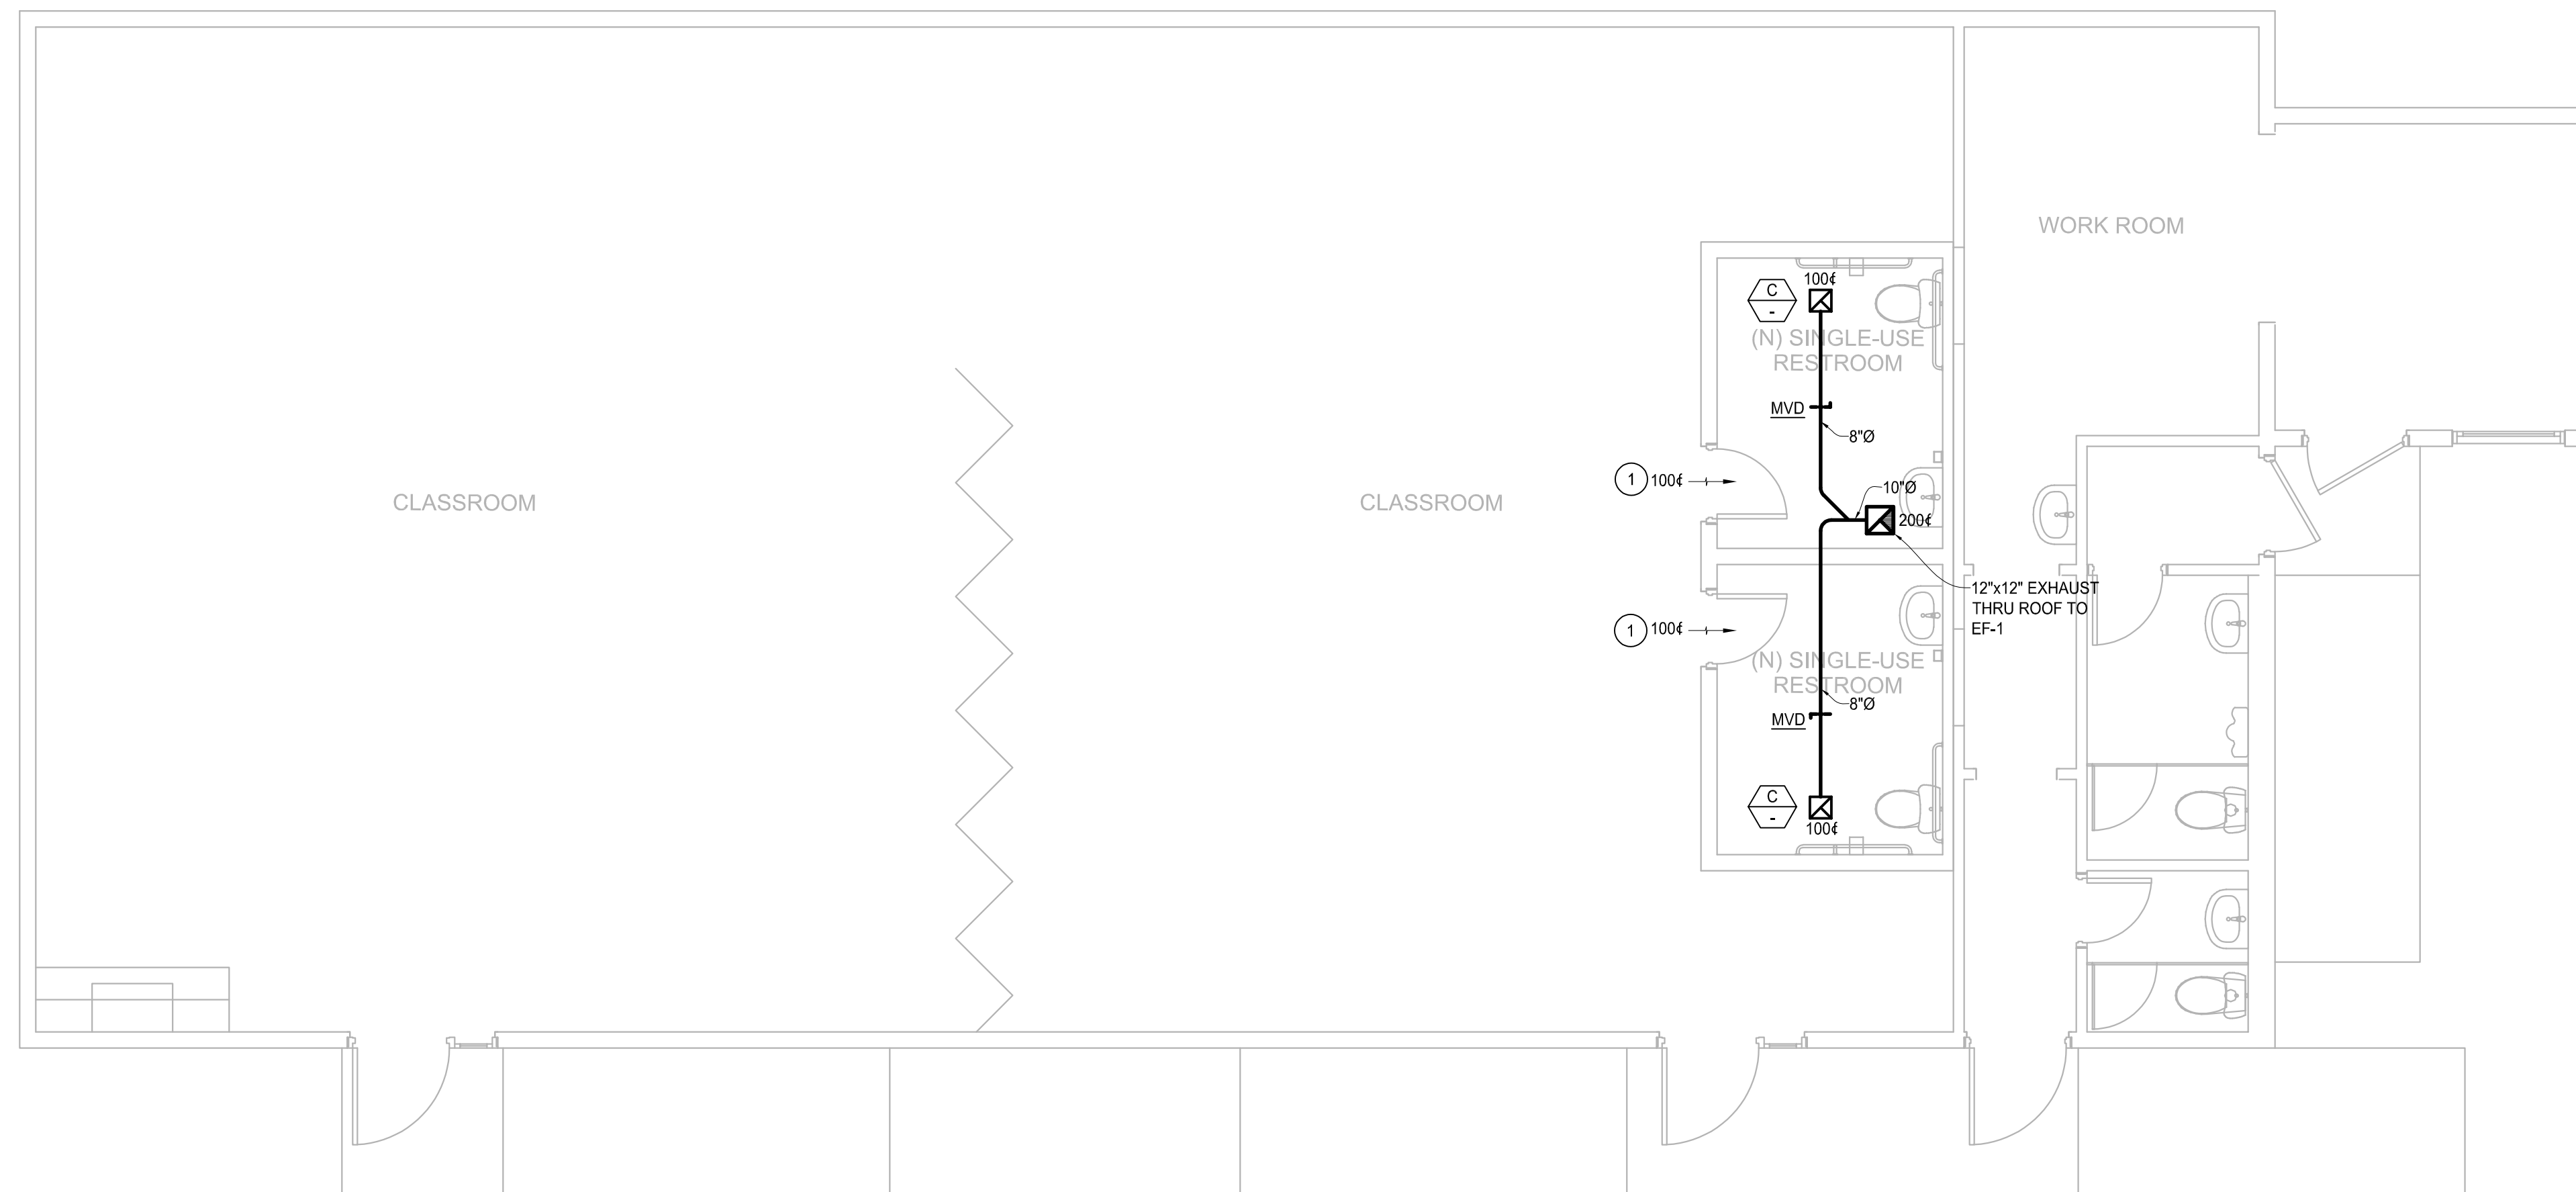 WORK ROOM
100¢
C
-
(N) SINGLE-USE
RESTROOM
MVD
8"Ø
1
100¢
10"Ø
200¢
CLASSROOM
CLASSROOM
12"x12" EXHAUST
THRU ROOF TO
EF-1
1
100¢
(N) SINGLE-USE
RESTROOM
8"Ø
MVD
C
-
100¢